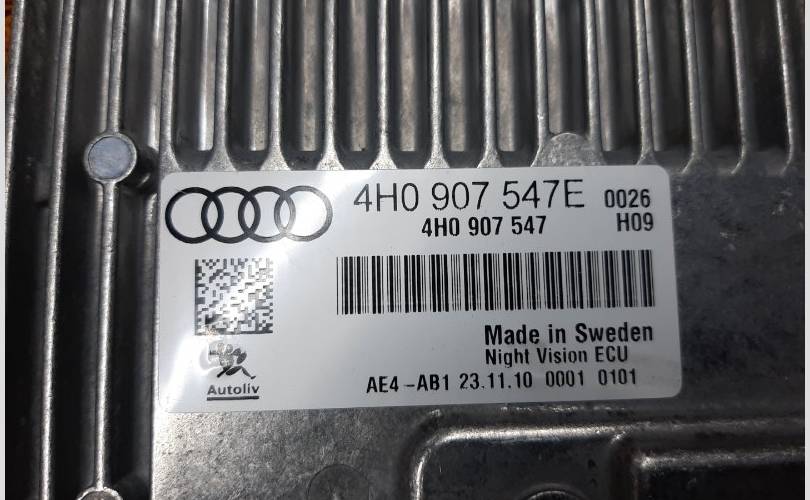 4H0 907 547E 0026
4H0 907 547 H09
Made in Sweden
Night Vision ECU
Autoliv
AE4-AB1 23.11.10 0001 0101